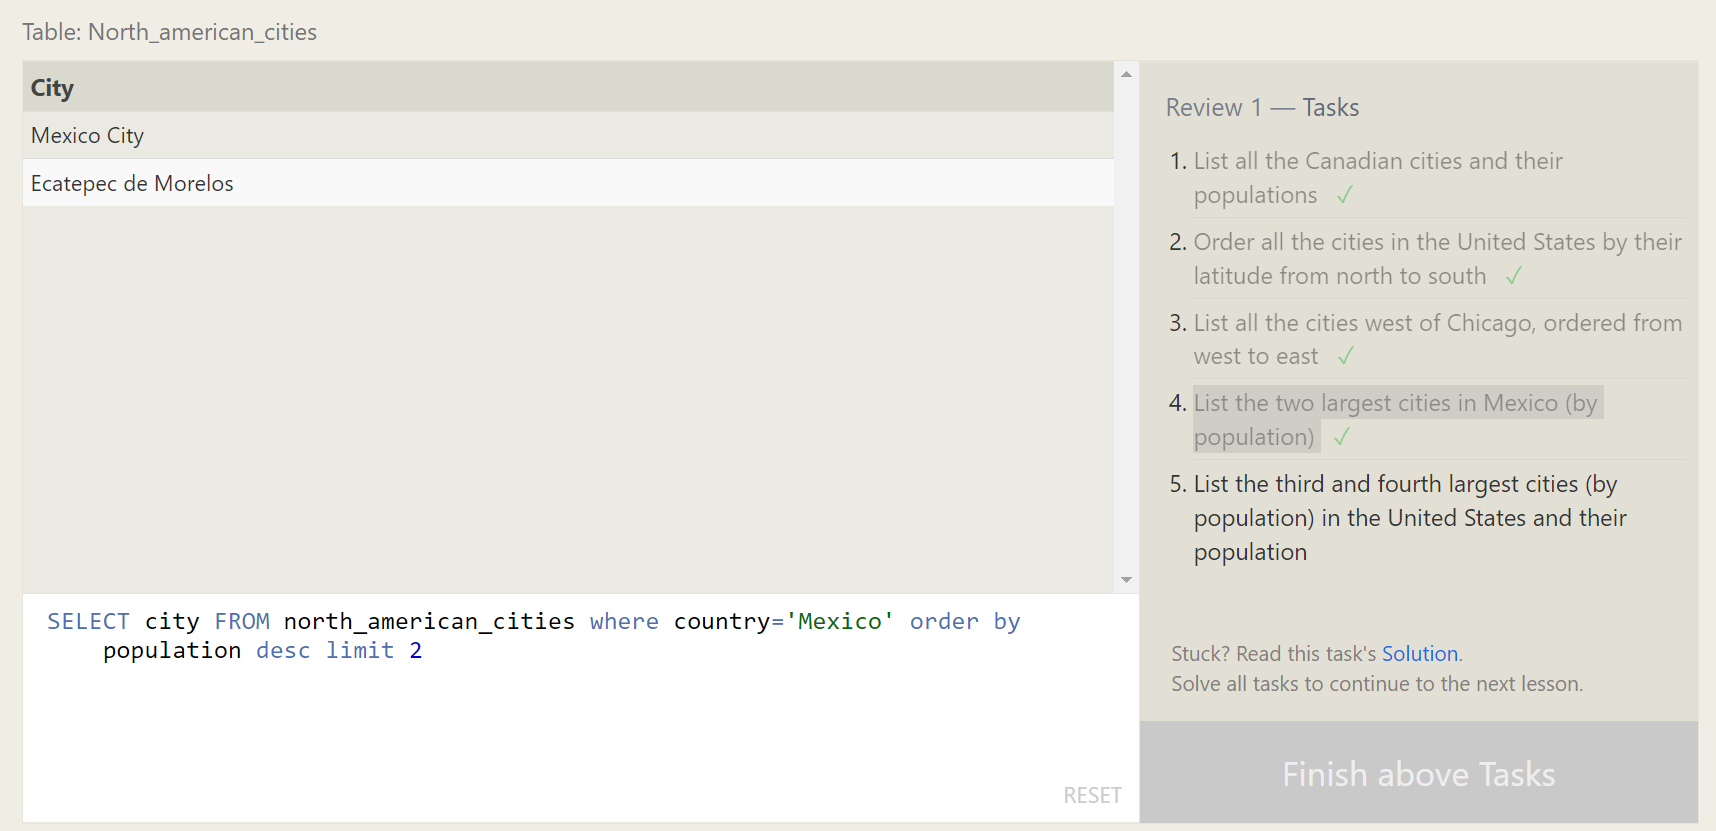 Table: North_american_cities
City
Mexico City
Ecatepec de Morelos
SELECT city FROM north_american_cities where country='Mexico' order by
population desc limit 2
RESET
Review 1 — Tasks
1. List all the Canadian cities and their
populations ✓
2. Order all the cities in the United States by their
latitude from north to south ✓
3. List all the cities west of Chicago, ordered from
west to east ✓
4. List the two largest cities in Mexico (by
population) ✓
5. List the third and fourth largest cities (by
population) in the United States and their
population
Stuck? Read this task's Solution.
Solve all tasks to continue to the next lesson.
Finish above Tasks